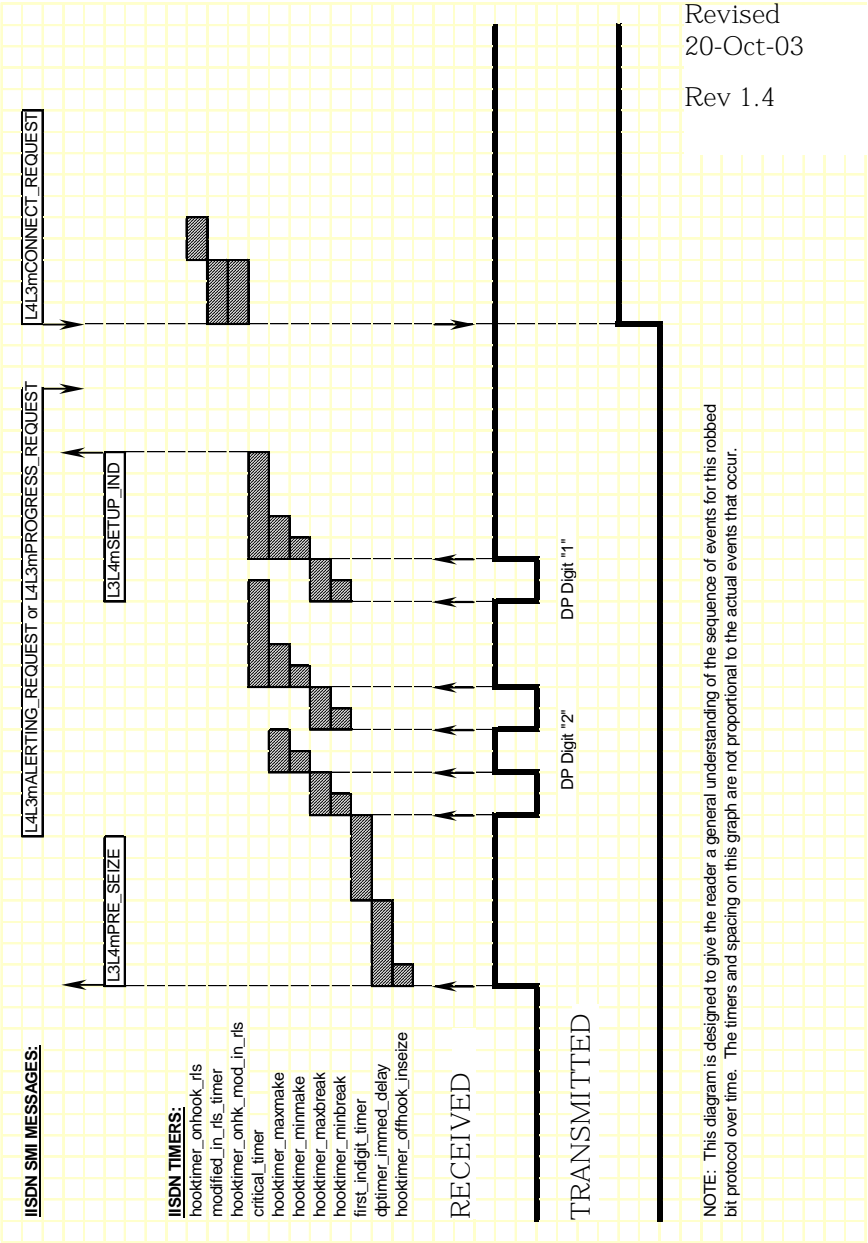 Revised
20-Oct-03
Rev 1.4
IISDN SMI MESSAGES:
L4L3mALERTING_REQUEST or L4L3mPROGRESS_REQUEST
L4L3mCONNECT_REQUEST
L3L4mPRE_SEIZE
L3L4mSETUP_IND
IISDN TIMERS:
hooktimer_onhook_rls
modified_in_rls_timer
hooktimer_onhk_mod_in_rls
critical_timer
hooktimer_maxmake
hooktimer_minmake
hooktimer_maxbreak
hooktimer_minbreak
first_indigit_timer
dptimer_immed_delay
hooktimer_offhook_inseize
RECEIVED
DP Digit "2"
DP Digit "1"
TRANSMITTED
NOTE: This diagram is designed to give the reader a general understanding of the sequence of events for this robbed
bit protocol over time. The timers and spacing on this graph are not proportional to the actual events that occur.